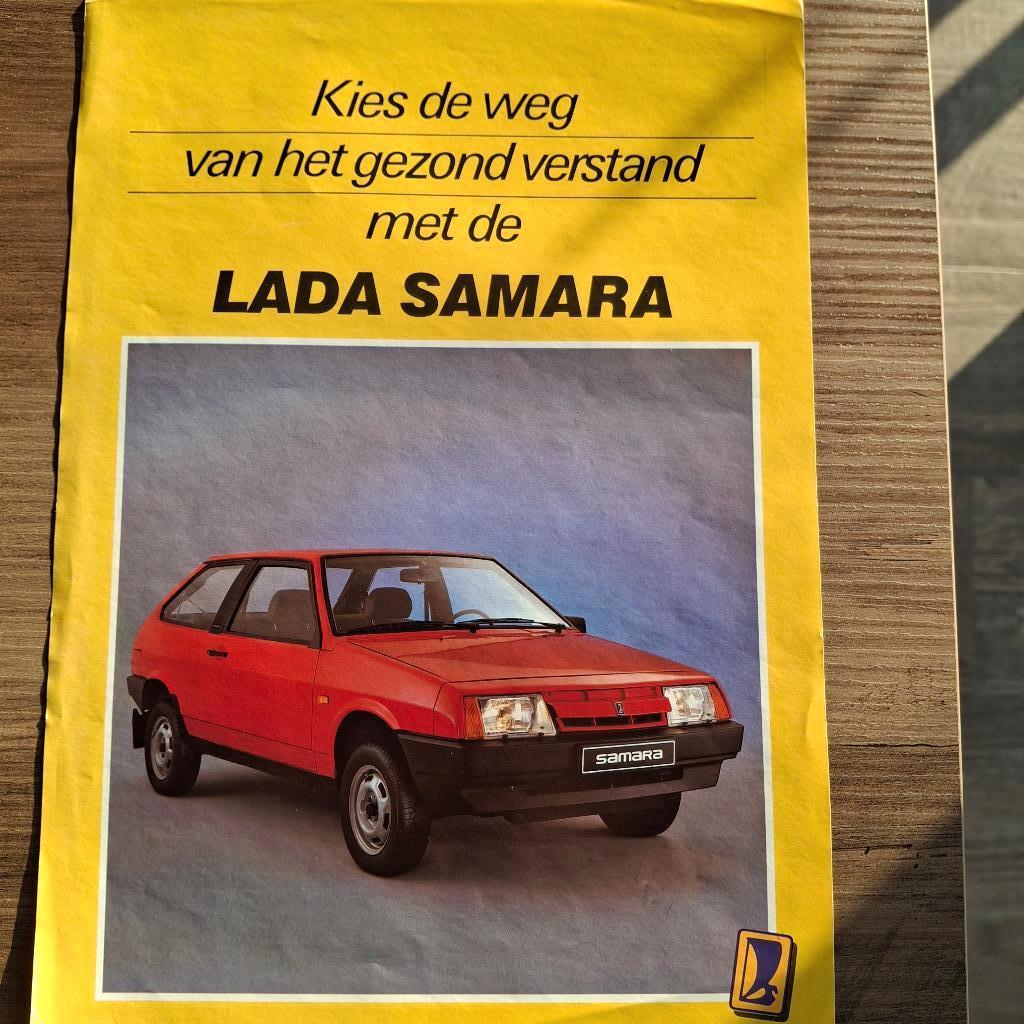 Kies de weg
van het gezond verstand
met de
LADA SAMARA
samara